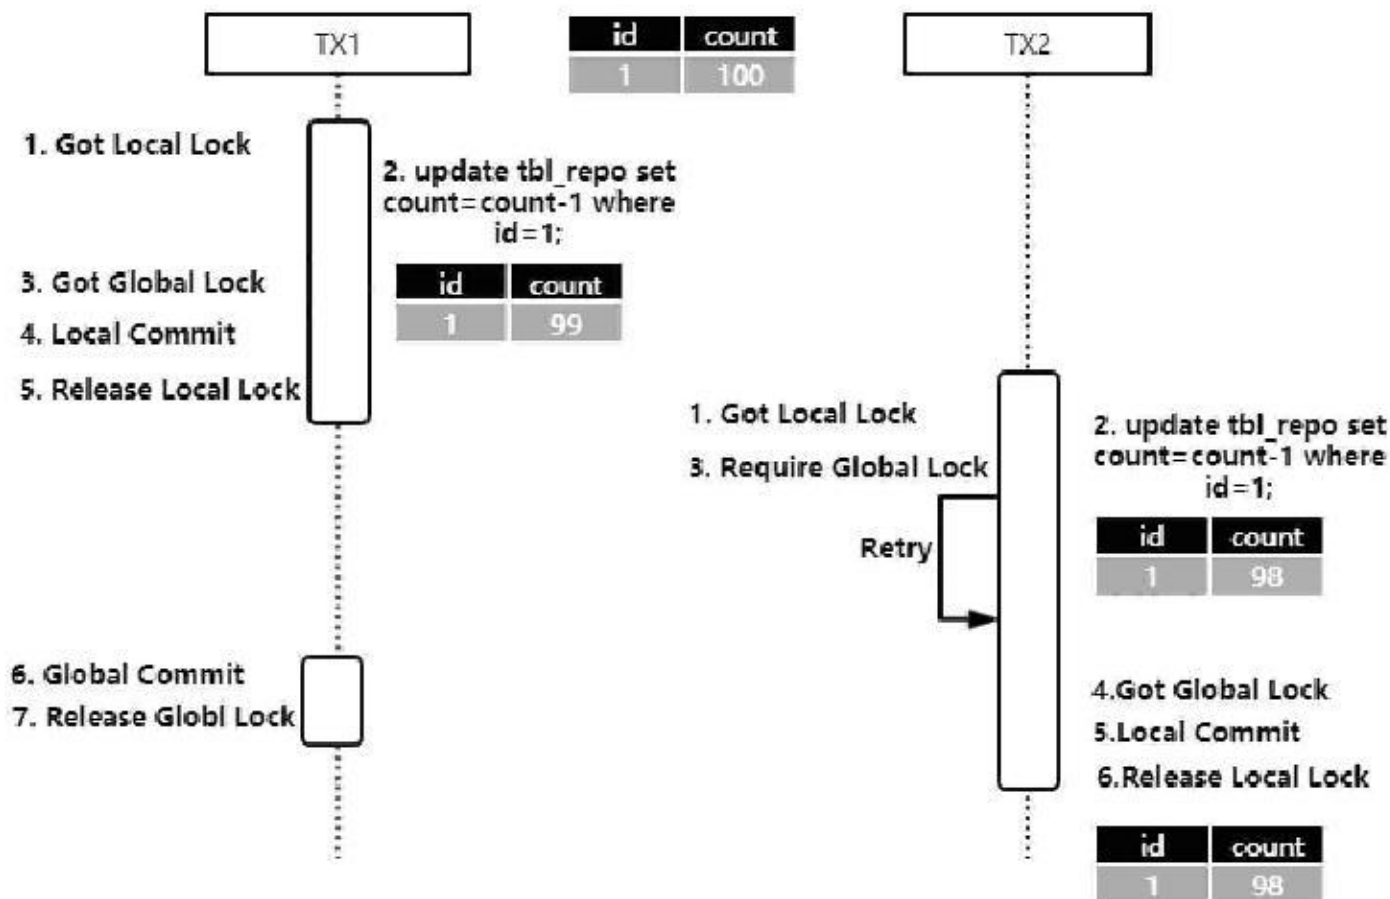 TX1
id count
1 100
TX2
1. Got Local Lock
2. update tbl_repo set
count=count-1 where
id=1;
3. Got Global Lock
id count
1 99
4. Local Commit
5. Release Local Lock
1. Got Local Lock
2. update tbl_repo set
count=count-1 where
id=1;
3. Require Global Lock
Retry
id count
1 98
6. Global Commit
7. Release Globl Lock
4.Got Global Lock
5.Local Commit
6.Release Local Lock
id count
1 98